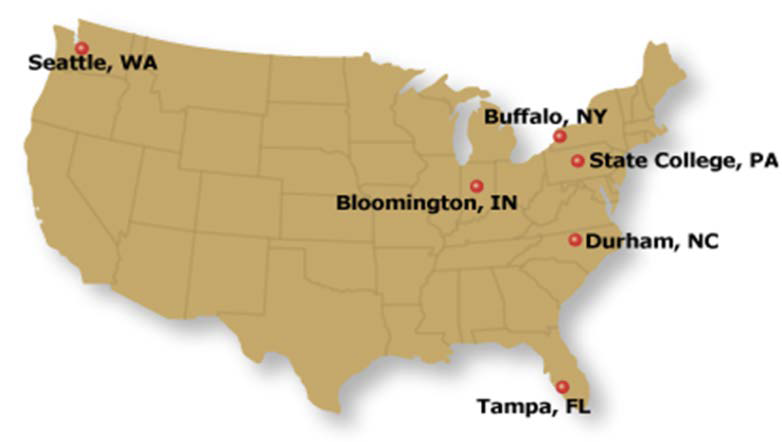 Seattle, WA
Buffalo, NY
State College, PA
Bloomington, IN
Durham, NC
Tampa, FL